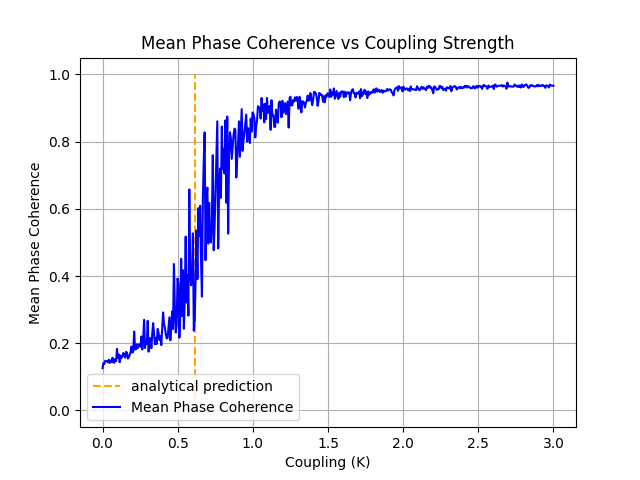 Mean Phase Coherence vs Coupling Strength
Mean Phase Coherence
1.0
0.8
0.6
0.4
0.2
0.0
analytical prediction
Mean Phase Coherence
0.0 0.5 1.0 1.5 2.0 2.5 3.0
Coupling (K)